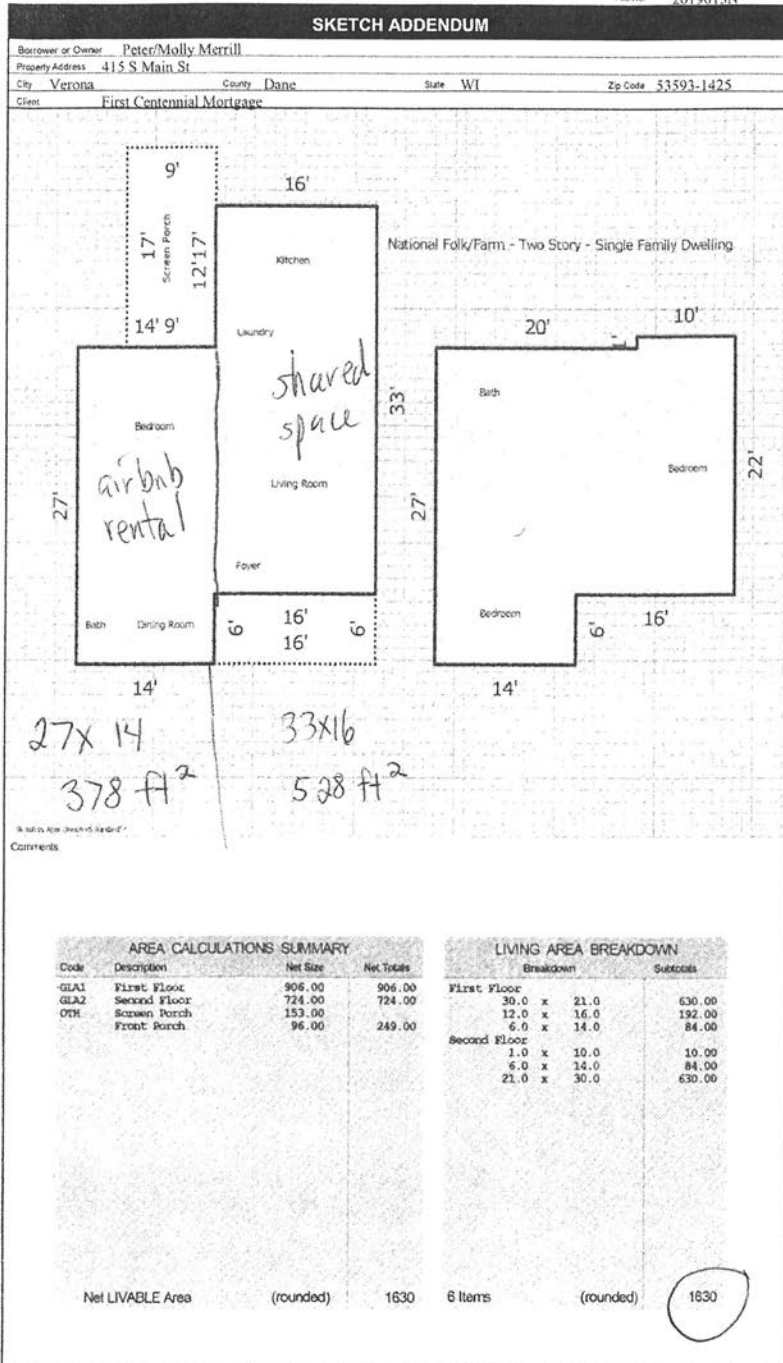 2019015N
SKETCH ADDENDUM
Borrower or Owner Peter/Molly Merrill
Property Address 415 S Main St
City Verona County Dane State WI Zip Code 53593-1425
Client First Centennial Mortgage
9'
16'
17'
Screen Porch
12'17'
Kitchen
National Folk/Farm - Two Story - Single Family Dwelling
14' 9'
Laundry
20'
1'
10'
shared
space
33'
Bath
Bedroom
Bedroom
22'
27'
airbnb
rental
Living Room
27'
Foyer
Bath
Dining Room
6'
16'
16'
6'
Bedroom
6'
16'
14'
14'
27x 14
33x16
378 ft²
528 ft²
Comments
AREA CALCULATIONS SUMMARY
Code Description Net Size Net Totals
GLA1 First Floor 906.00 906.00
GLA2 Second Floor 724.00 724.00
OTH Screen Porch 153.00
Front Porch 96.00 249.00
Net LIVABLE Area (rounded) 1630
LIVING AREA BREAKDOWN
Breakdown Subtotals
First Floor
30.0 x 21.0 630.00
12.0 x 16.0 192.00
6.0 x 14.0 84.00
Second Floor
1.0 x 10.0 10.00
6.0 x 14.0 84.00
21.0 x 30.0 630.00
6 Items (rounded) 1630